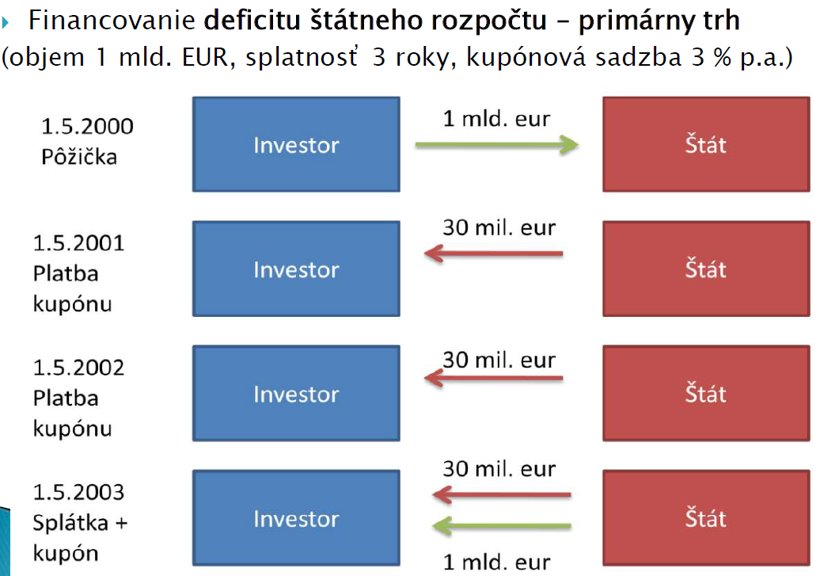 Financovanie deficitu štátneho rozpočtu – primárny trh
(objem 1 mld. EUR, splatnosť 3 roky, kupónová sadzba 3 % p.a.)
1.5.2000
Pôžička
Investor
1 mld. eur
Štát
1.5.2001
Platba
kupónu
Investor
30 mil. eur
Štát
1.5.2002
Platba
kupónu
Investor
30 mil. eur
Štát
1.5.2003
Splátka +
kupón
Investor
30 mil. eur
1 mld. eur
Štát